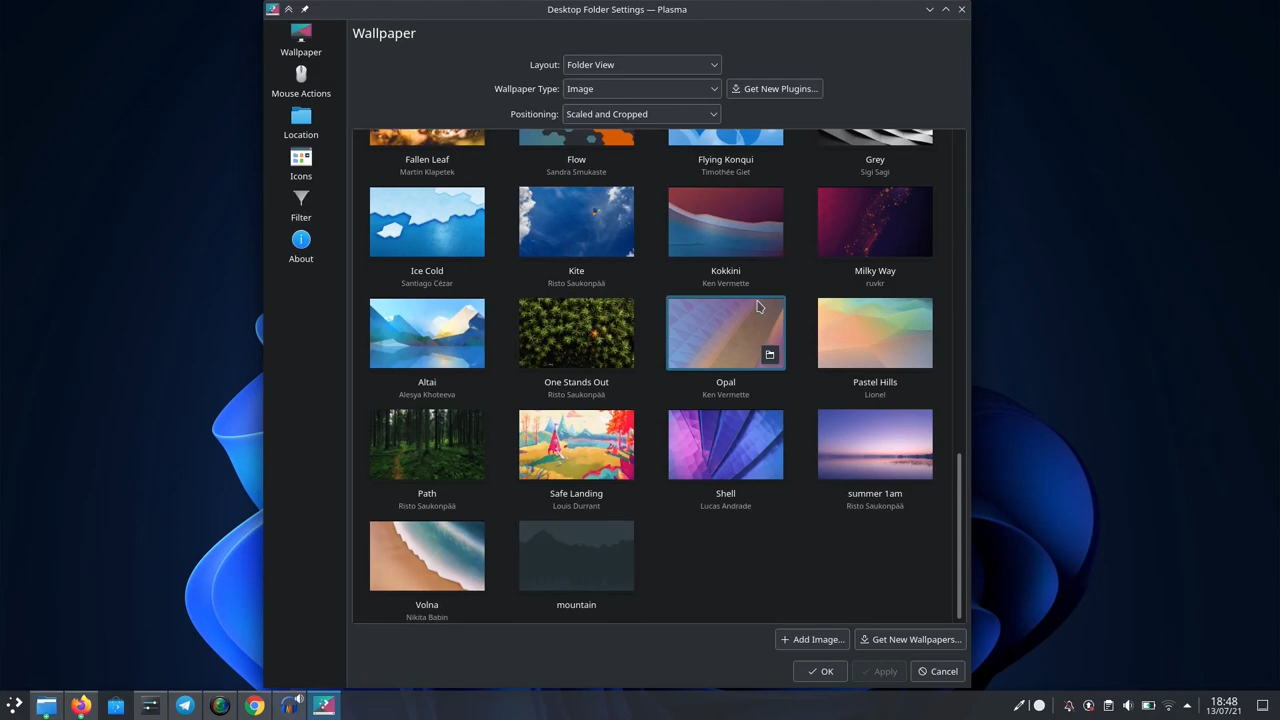 Desktop Folder Settings — Plasma
Wallpaper
Mouse Actions
Location
Icons
Filter
About
Wallpaper
Layout: Folder View
Wallpaper Type: Image Get New Plugins...
Positioning: Scaled and Cropped
Fallen Leaf Flow Flying Konqui Grey
Martin Klapetek Sandra Smukaste Timothée Giet Sigi Sagi
Ice Cold Kite Kokkini Milky Way
Santiago Cézar Risto Saukonpää Ken Vermette ruvkr
Altai One Stands Out Opal Pastel Hills
Alesya Khoteeva Risto Saukonpää Ken Vermette Lionel
Path Safe Landing Shell summer 1am
Risto Saukonpää Louis Durrant Lucas Andrade Risto Saukonpää
Volna mountain
Nikita Babin
Add Image... Get New Wallpapers...
OK Apply Cancel
18:48
13/07/21